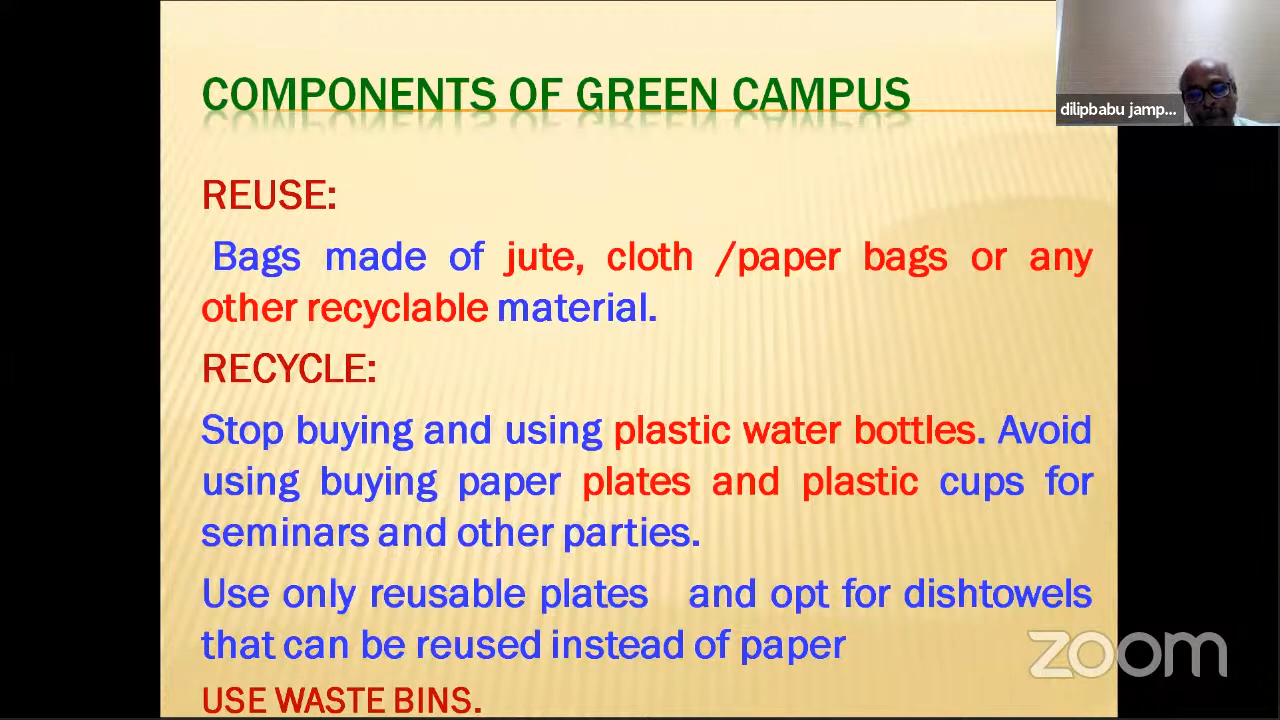 COMPONENTS OF GREEN CAMPUS
dilipbabu jamp...
REUSE:
Bags made of jute, cloth /paper bags or any
other recyclable material.
RECYCLE:
Stop buying and using plastic water bottles. Avoid
using buying paper plates and plastic cups for
seminars and other parties.
Use only reusable plates and opt for dishtowels
that can be reused instead of paper
USE WASTE BINS.
zoom